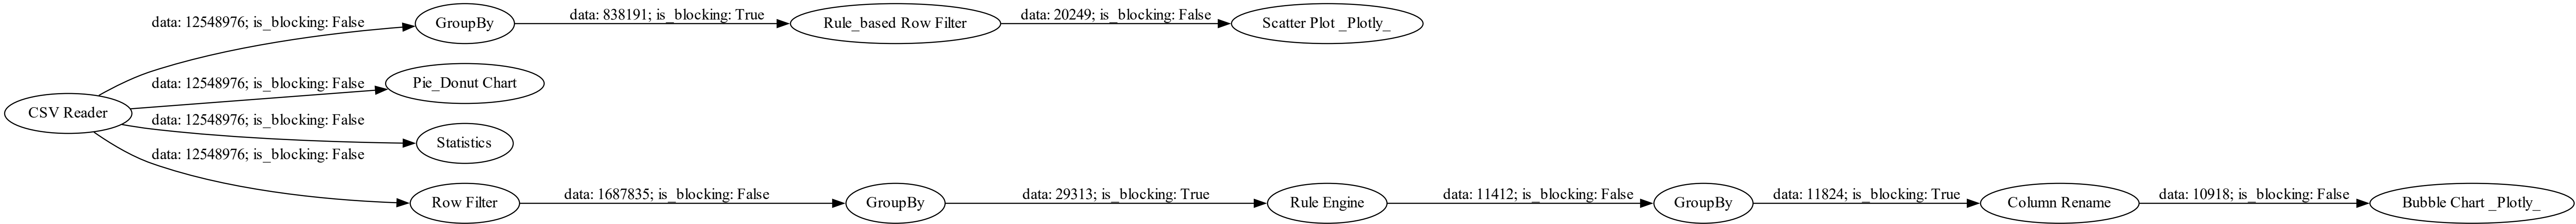 data: 12548976; is_blocking: False
GroupBy
data: 838191; is_blocking: True
Rule_based Row Filter
data: 20249; is_blocking: False
Scatter Plot _Plotly_
data: 12548976; is_blocking: False
Pie_Donut Chart
CSV Reader
data: 12548976; is_blocking: False
Statistics
data: 12548976; is_blocking: False
Row Filter
data: 1687835; is_blocking: False
GroupBy
data: 29313; is_blocking: True
Rule Engine
data: 11412; is_blocking: False
GroupBy
data: 11824; is_blocking: True
Column Rename
data: 10918; is_blocking: False
Bubble Chart _Plotly_